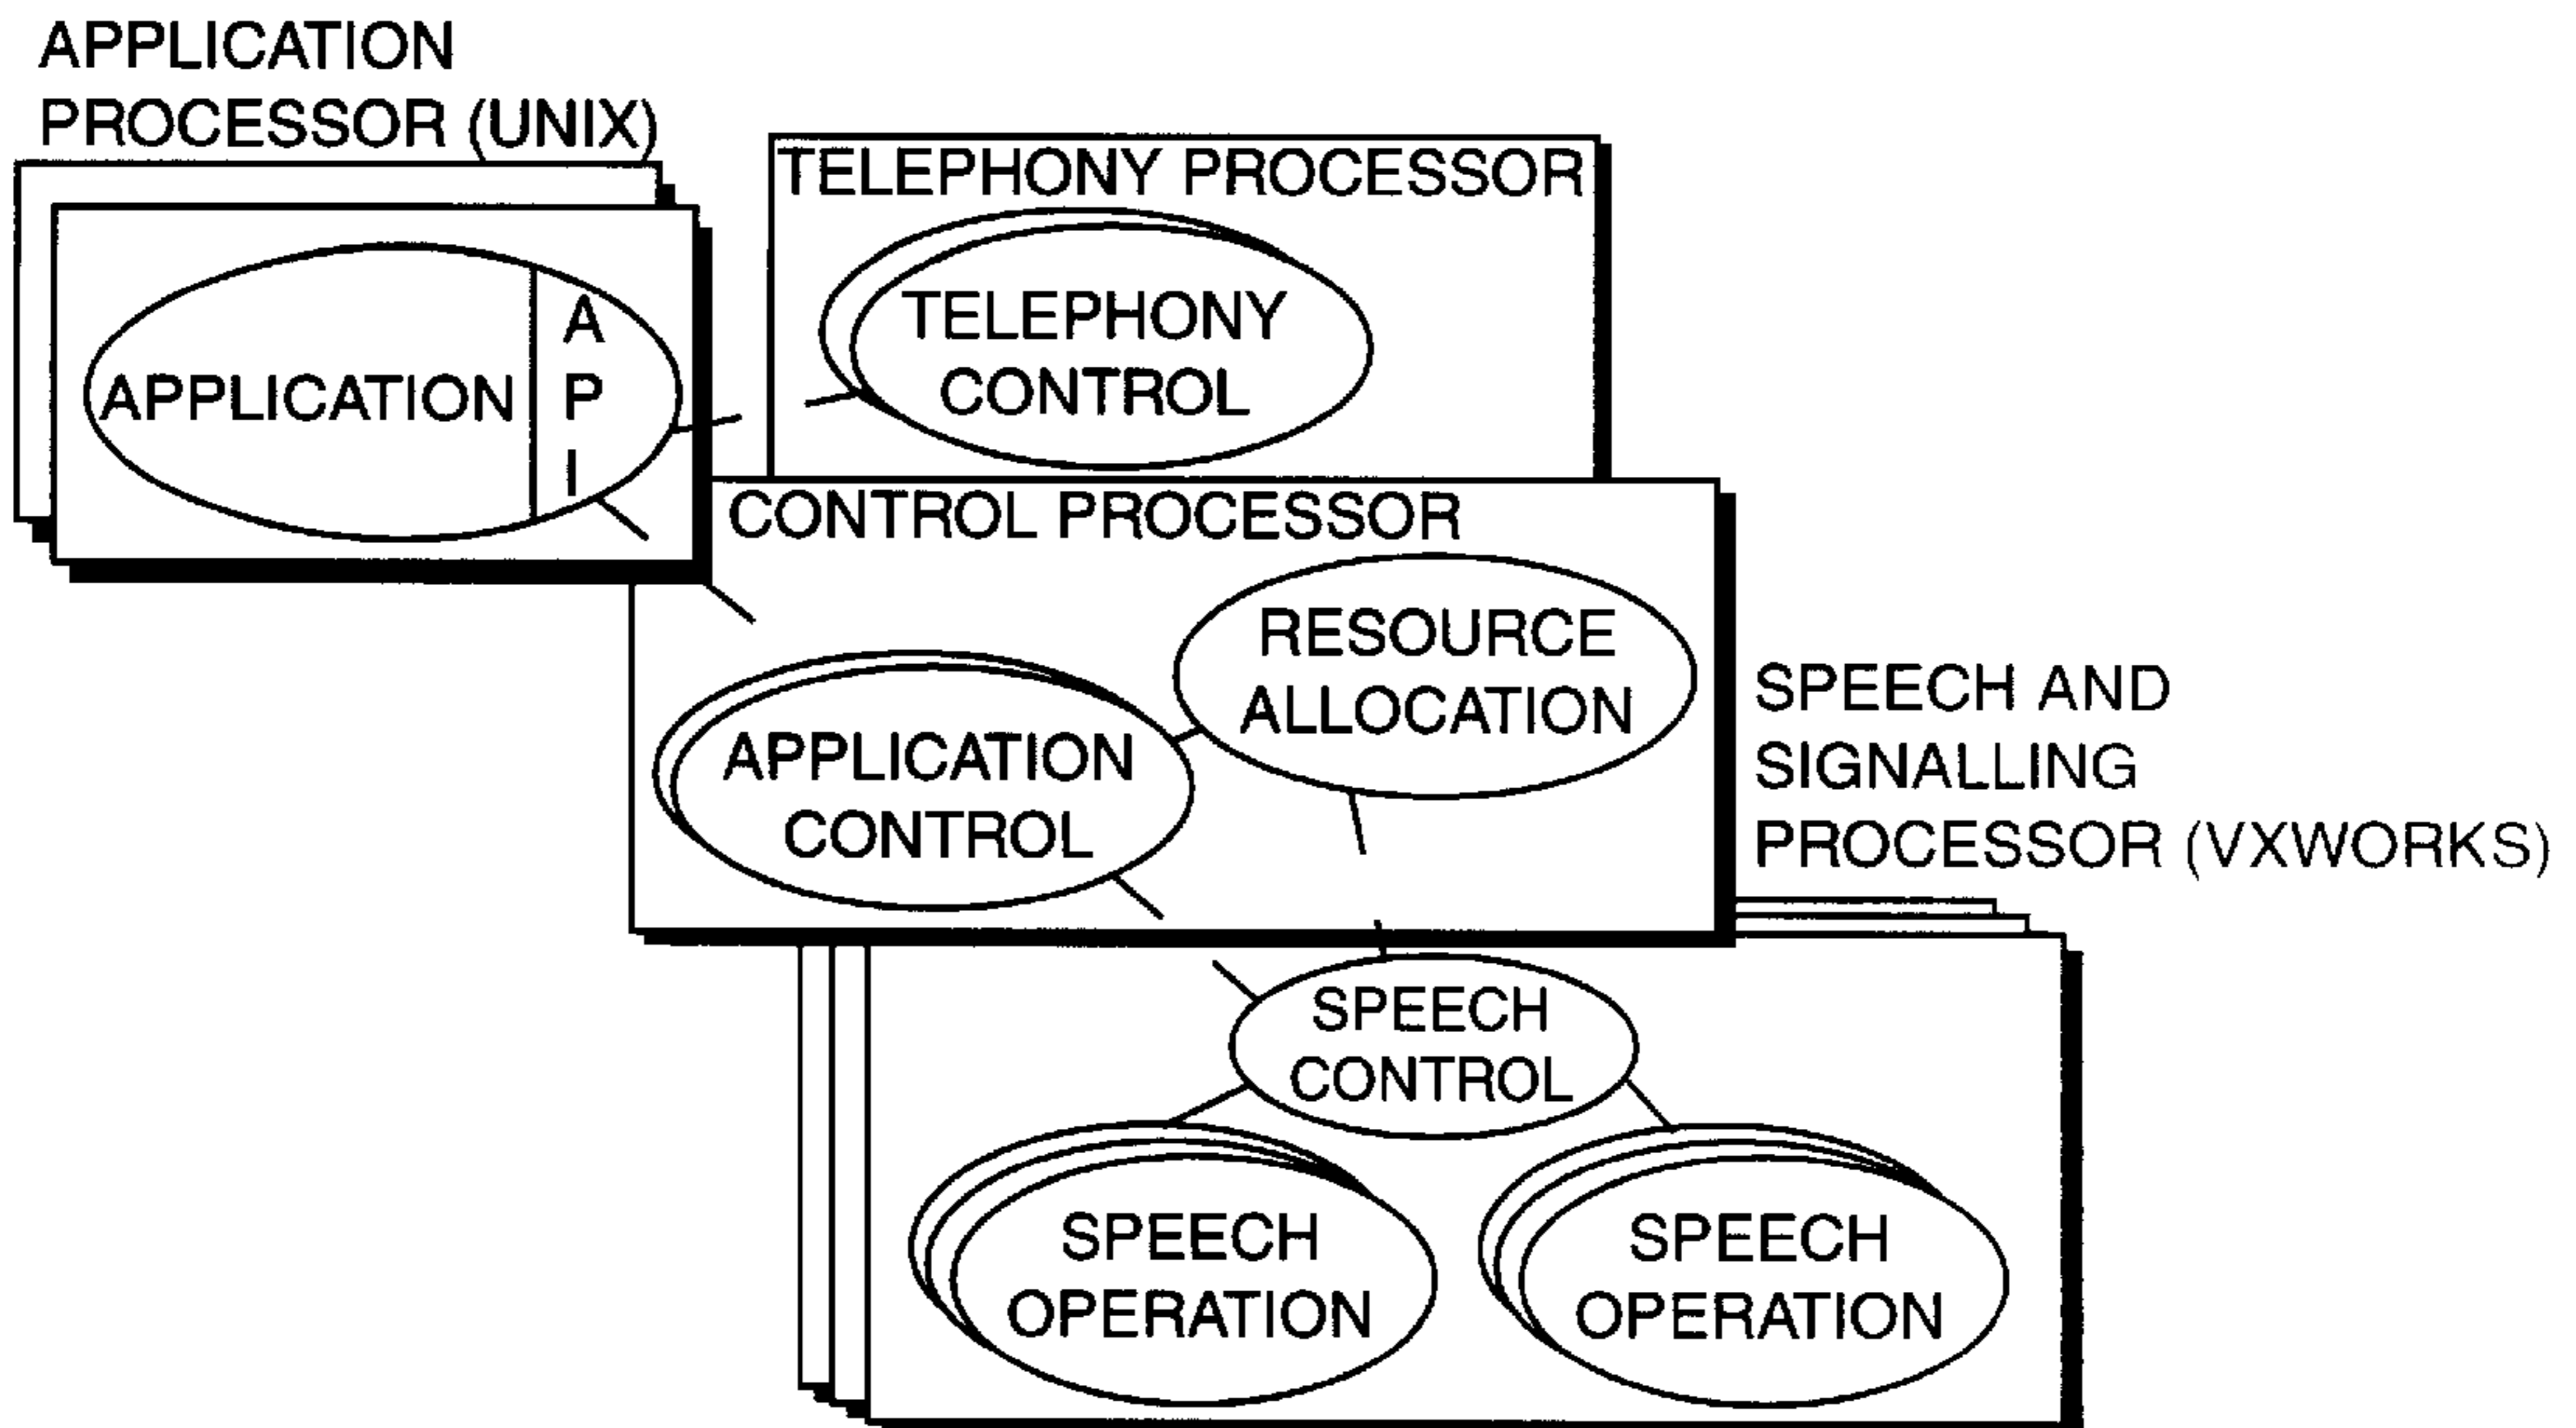 APPLICATION
PROCESSOR (UNIX)
TELEPHONY PROCESSOR
TELEPHONY
CONTROL
APPLICATION
A
P
I
CONTROL PROCESSOR
RESOURCE
ALLOCATION
APPLICATION
CONTROL
SPEECH AND
SIGNALLING
PROCESSOR (VXWORKS)
SPEECH
CONTROL
SPEECH
OPERATION
SPEECH
OPERATION